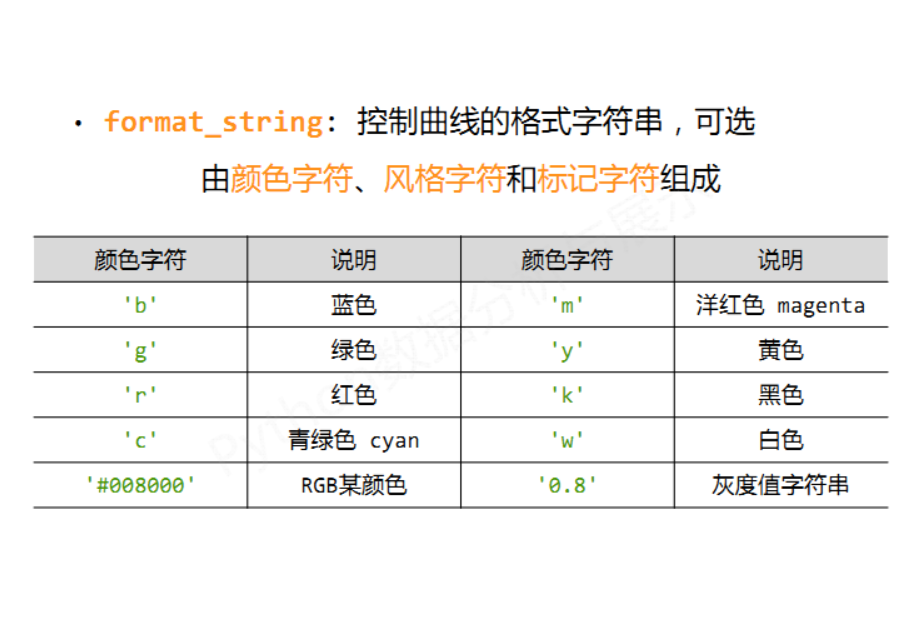 · format_string: 控制曲线的格式字符串，可选
由颜色字符、风格字符和标记字符组成
颜色字符 说明 颜色字符 说明
'b' 蓝色 'm' 洋红色 magenta
'g' 绿色 'y' 黄色
'r' 红色 'k' 黑色
'c' 青绿色 cyan 'w' 白色
'#008000' RGB某颜色 '0.8' 灰度值字符串
Python数据分析与展示